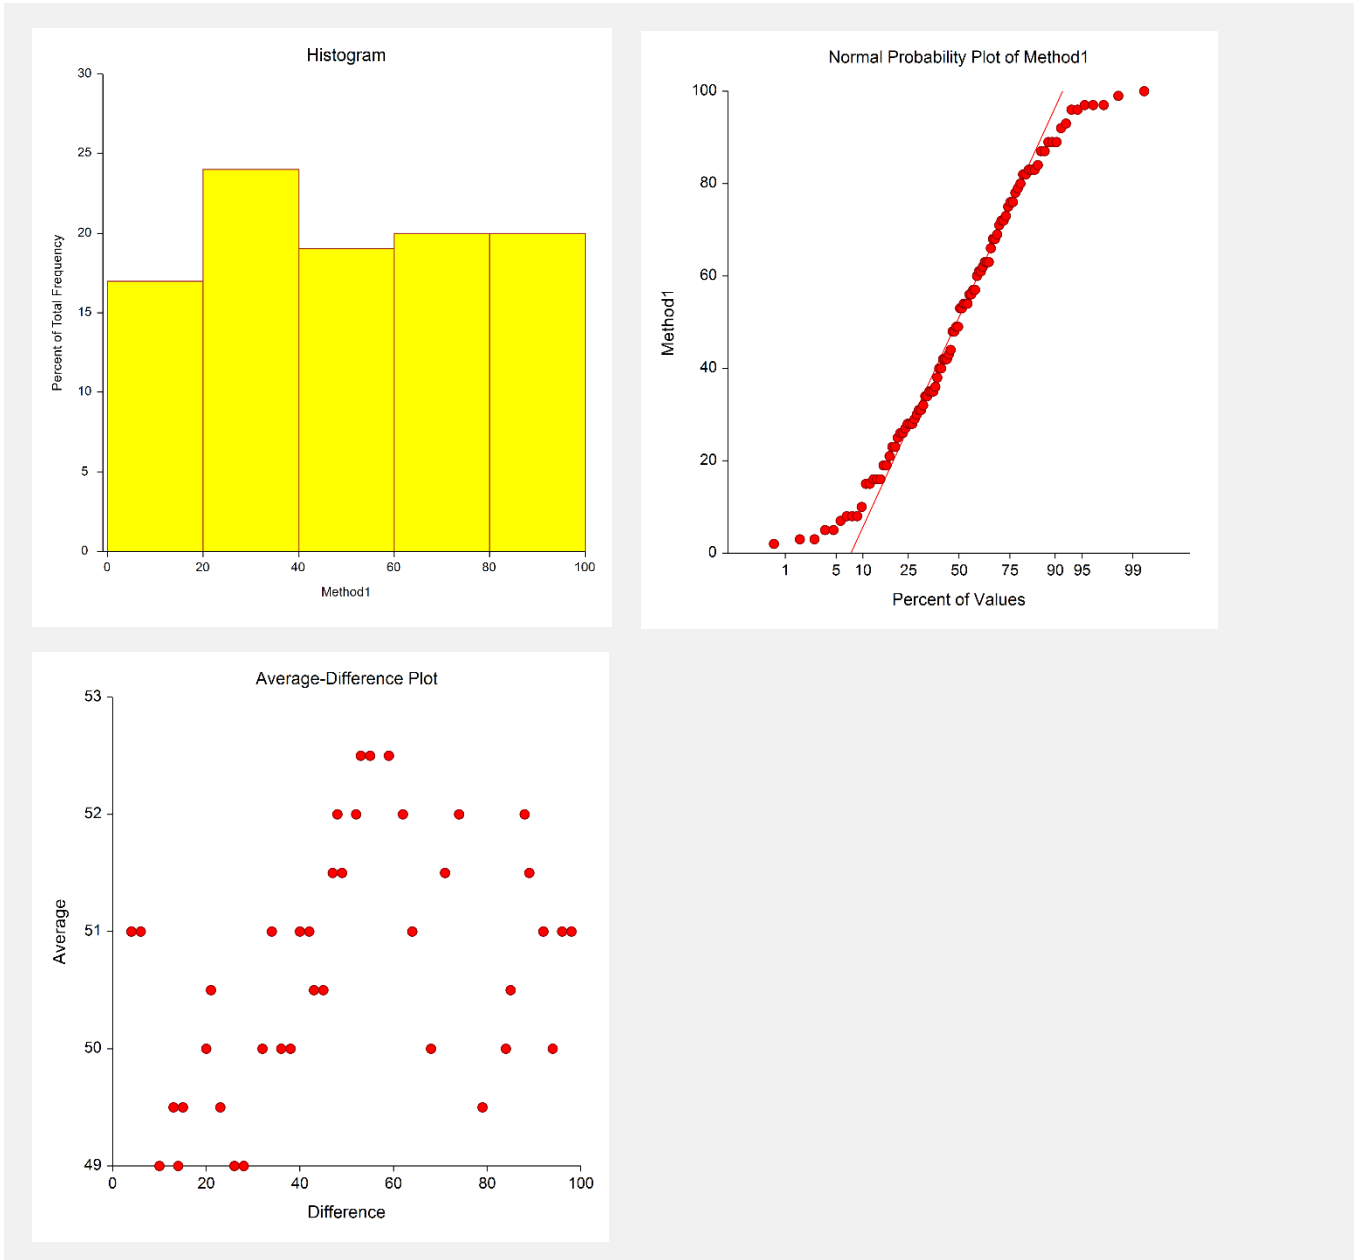 Histogram
30
25
20
15
10
5
0
Percent of Total Frequency
0 20 40 60 80 100
Method1
Normal Probability Plot of Method1
100
80
60
40
20
0
Method1
1 5 10 25 50 75 90 95 99
Percent of Values
Average-Difference Plot
53
52
51
50
49
Average
0 20 40 60 80 100
Difference